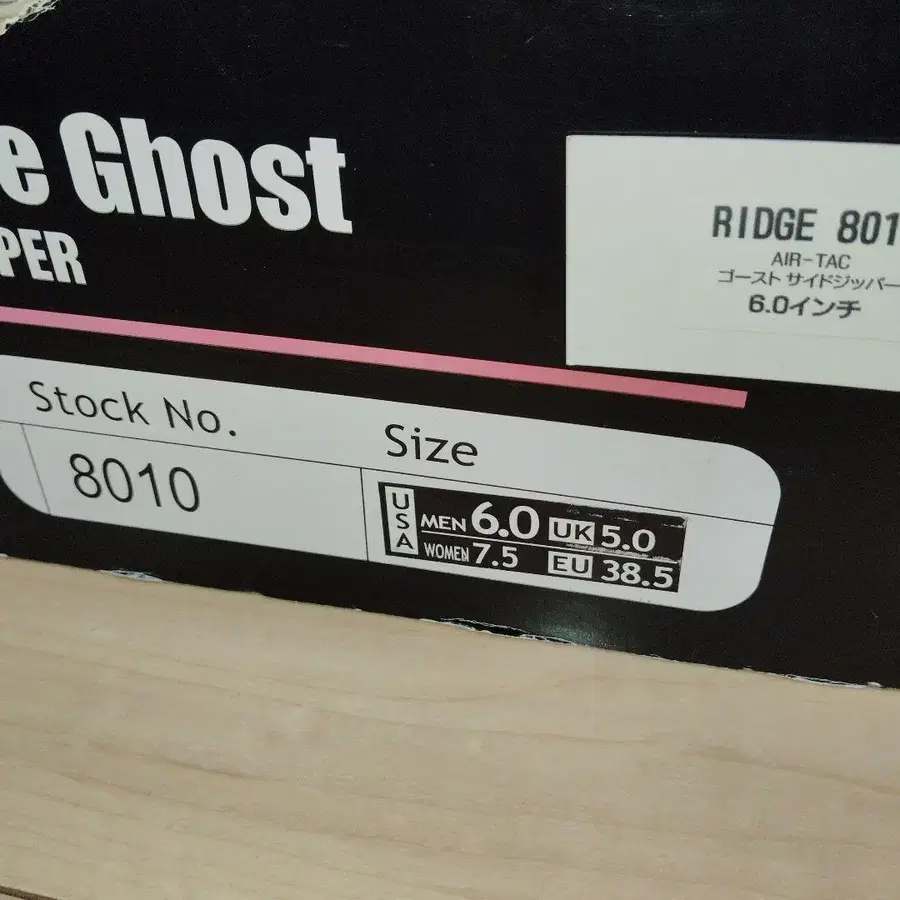 e Ghost
PER
RIDGE 801
AIR-TAC
ゴースト サイドジッパー
6.0インチ
Stock No.
8010
Size
USA
MEN 6.0 UK 5.0
WOMEN 7.5 EU 38.5